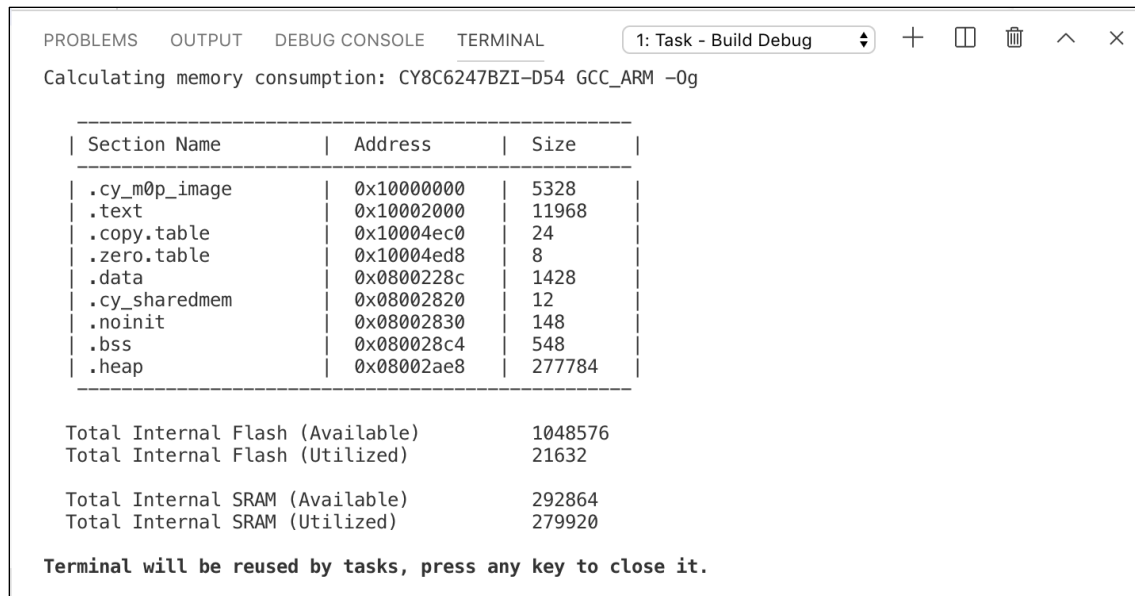 PROBLEMS OUTPUT DEBUG CONSOLE TERMINAL 1: Task - Build Debug
Calculating memory consumption: CY8C6247BZI-D54 GCC_ARM -Og
| Section Name | Address | Size |
| .cy_m0p_image | 0x10000000 | 5328 |
| .text | 0x10002000 | 11968 |
| .copy.table | 0x10004ec0 | 24 |
| .zero.table | 0x10004ed8 | 8 |
| .data | 0x0800228c | 1428 |
| .cy_sharedmem | 0x08002820 | 12 |
| .noinit | 0x08002830 | 148 |
| .bss | 0x080028c4 | 548 |
| .heap | 0x08002ae8 | 277784 |
Total Internal Flash (Available) 1048576
Total Internal Flash (Utilized) 21632
Total Internal SRAM (Available) 292864
Total Internal SRAM (Utilized) 279920
Terminal will be reused by tasks, press any key to close it.